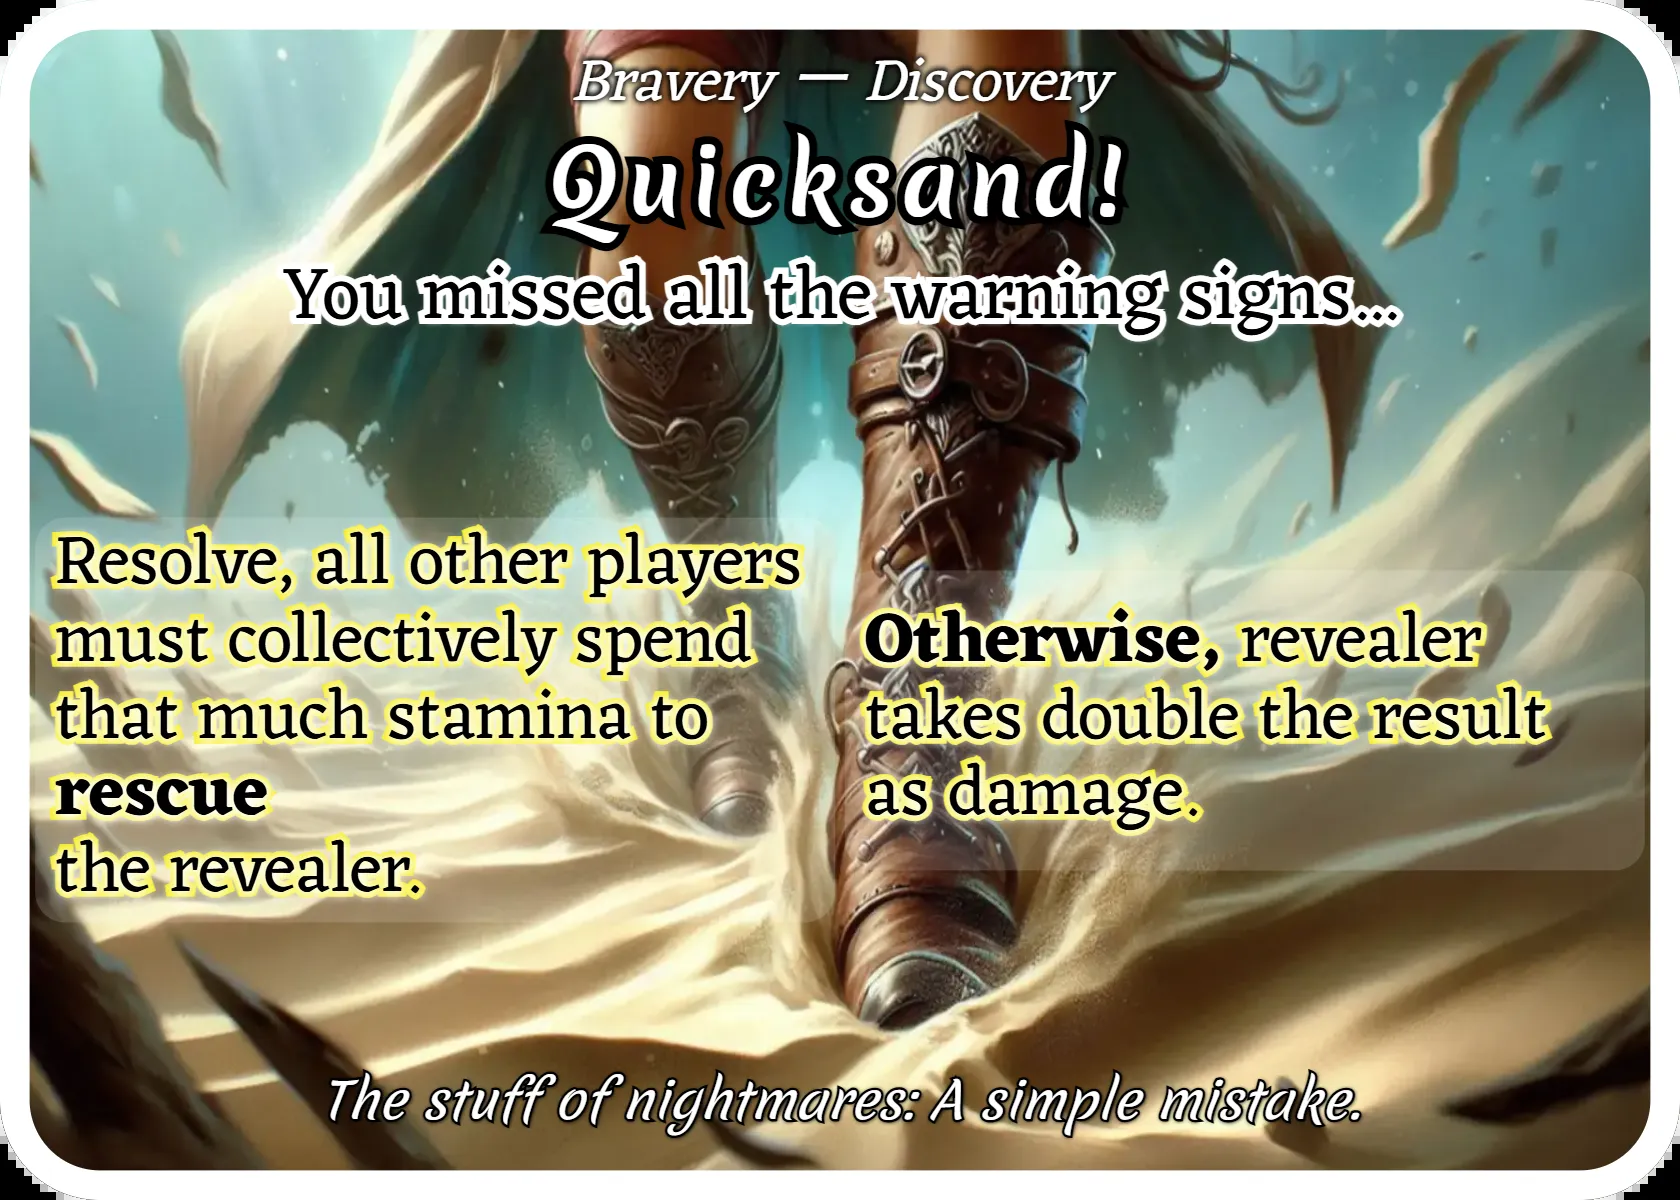 Bravery — Discovery
Quicksand!
You missed all the warning signs...
Resolve, all other players
must collectively spend
that much stamina to
rescue
the revealer.
Otherwise, revealer
takes double the result
as damage.
The stuff of nightmares: A simple mistake.